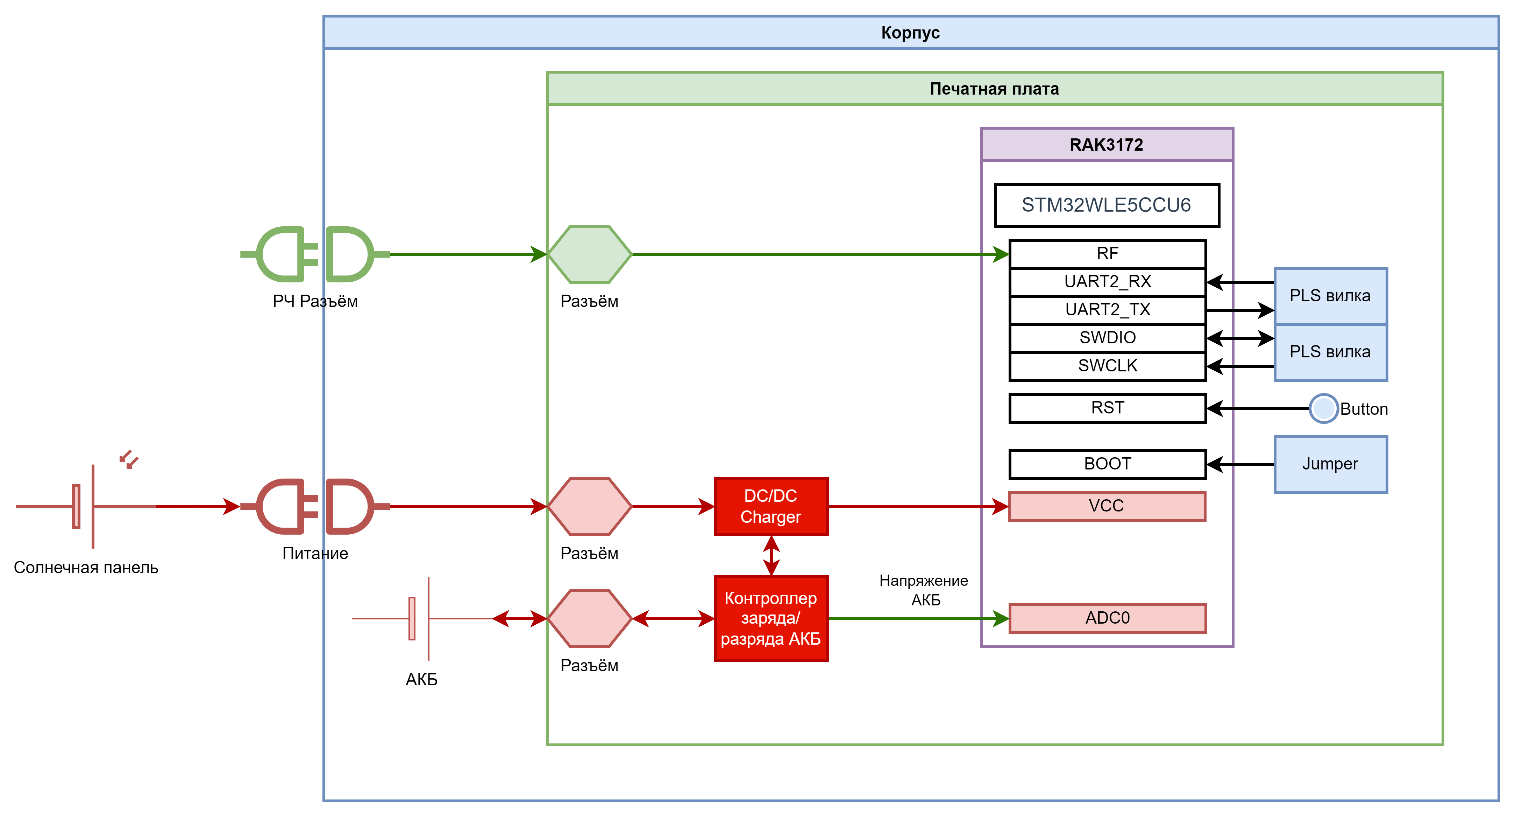 Корпус
Печатная плата
RAK3172
STM32WLE5CCU6
RF
UART2_RX
UART2_TX
SWDIO
SWCLK
RST
BOOT
VCC
ADC0
PLS вилка
PLS вилка
Button
Jumper
РЧ Разъём
Разъём
Солнечная панель
Питание
Разъём
DC/DC
Charger
АКБ
Разъём
Контроллер
заряда/
разряда АКБ
Напряжение
АКБ